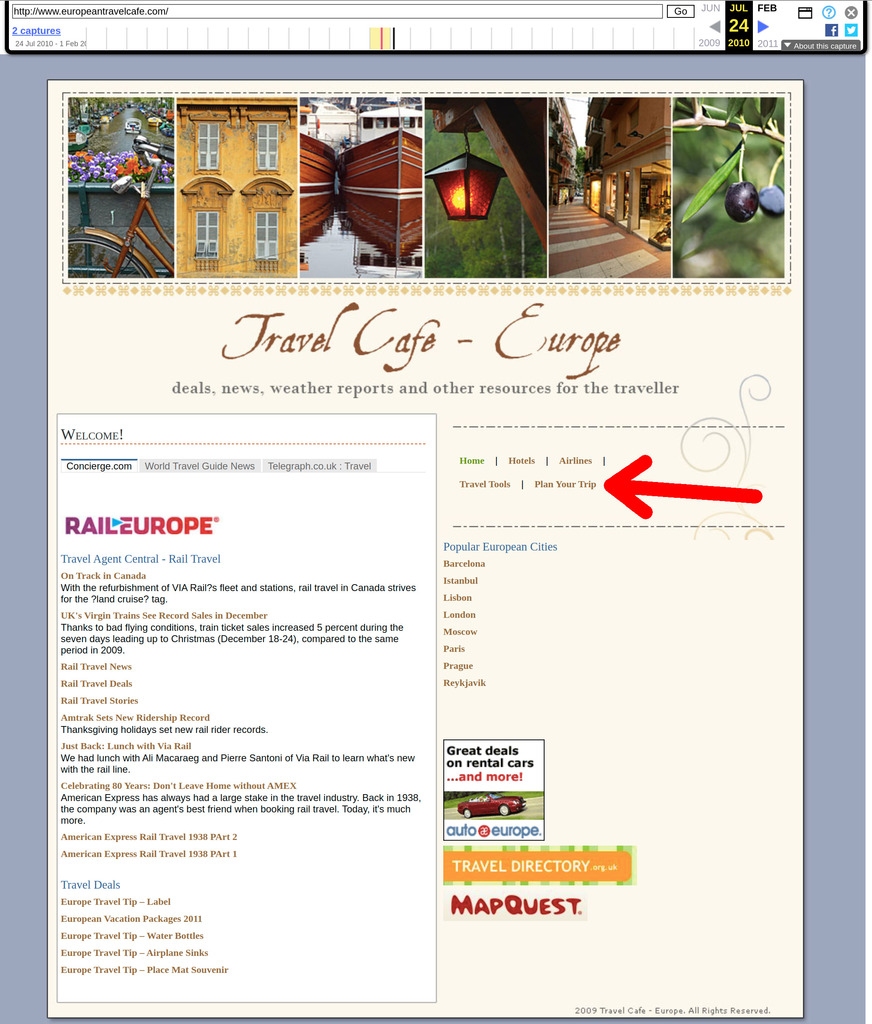 http://www.europeantravelcafe.com/
Go
JUN
JUL
FEB
2 captures
24
24 Jul 2010 - 1 Feb 20
2009
2010
2011
About this capture
Travel Cafe - Europe
deals, news, weather reports and other resources for the traveller
Welcome!
Concierge.com
World Travel Guide News
Telegraph.co.uk : Travel
RAILEUROPE®
Travel Agent Central - Rail Travel
On Track in Canada
With the refurbishment of VIA Rail?s fleet and stations, rail travel in Canada strives
for the ?land cruise? tag.
UK's Virgin Trains See Record Sales in December
Thanks to bad flying conditions, train ticket sales increased 5 percent during the
seven days leading up to Christmas (December 18-24), compared to the same
period in 2009.
Rail Travel News
Rail Travel Deals
Rail Travel Stories
Amtrak Sets New Ridership Record
Thanksgiving holidays set new rail rider records.
Just Back: Lunch with Via Rail
We had lunch with Ali Macaraeg and Pierre Santoni of Via Rail to learn what's new
with the rail line.
Celebrating 80 Years: Don't Leave Home without AMEX
American Express has always had a large stake in the travel industry. Back in 1938,
the company was an agent's best friend when booking rail travel. Today, it's much
more.
American Express Rail Travel 1938 PArt 2
American Express Rail Travel 1938 PArt 1
Travel Deals
Europe Travel Tip – Label
European Vacation Packages 2011
Europe Travel Tip – Water Bottles
Europe Travel Tip – Airplane Sinks
Europe Travel Tip – Place Mat Souvenir
Home | Hotels | Airlines |
Travel Tools | Plan Your Trip
Popular European Cities
Barcelona
Istanbul
Lisbon
London
Moscow
Paris
Prague
Reykjavik
Great deals
on rental cars
...and more!
auto europe.
TRAVEL DIRECTORY.org.uk
MAPQUEST.
2009 Travel Cafe - Europe. All Rights Reserved.